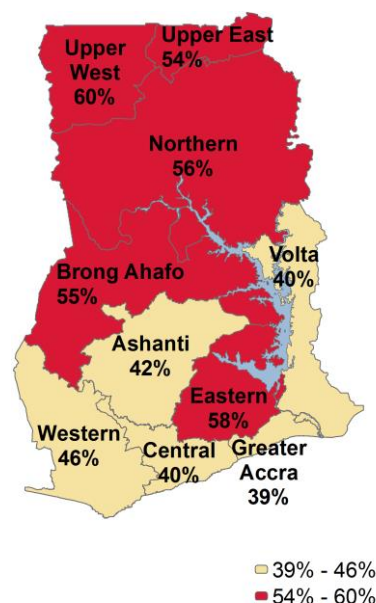 Upper East
54%
Upper
West
60%
Northern
56%
Volta
40%
Brong Ahafo
55%
Ashanti
42%
Eastern
58%
Western
46%
Central
40%
Greater
Accra
39%
39% - 46%
54% - 60%